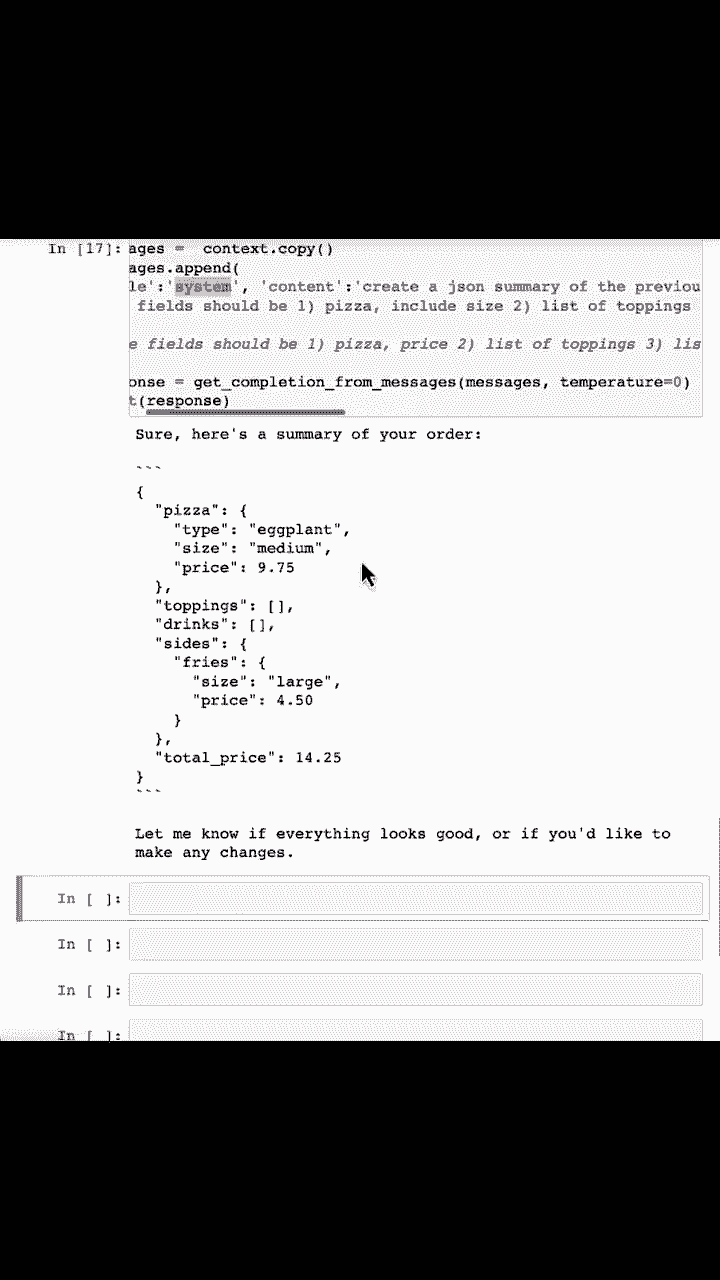 In [17]: ages =  context.copy()
ages.append(
le':'system', 'content':'create a json summary of the previou
fields should be 1) pizza, include size 2) list of toppings
e fields should be 1) pizza, price 2) list of toppings 3) lis
onse = get_completion_from_messages(messages, temperature=0)
t(response)
Sure, here's a summary of your order:
```
{
"pizza": {
"type": "eggplant",
"size": "medium",
"price": 9.75
},
"toppings": [],
"drinks": [],
"sides": {
"fries": {
"size": "large",
"price": 4.50
}
},
"total_price": 14.25
}
```
Let me know if everything looks good, or if you'd like to
make any changes.
In [ ]:
In [ ]:
In [ ]:
In [ ]: